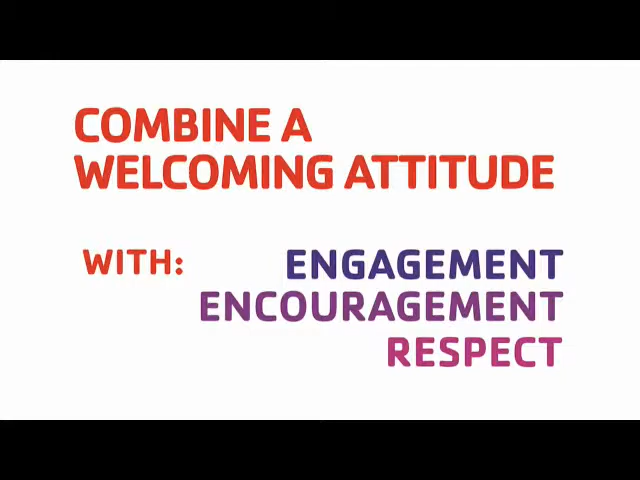 COMBINE A
WELCOMING ATTITUDE
WITH: ENGAGEMENT
ENCOURAGEMENT
RESPECT